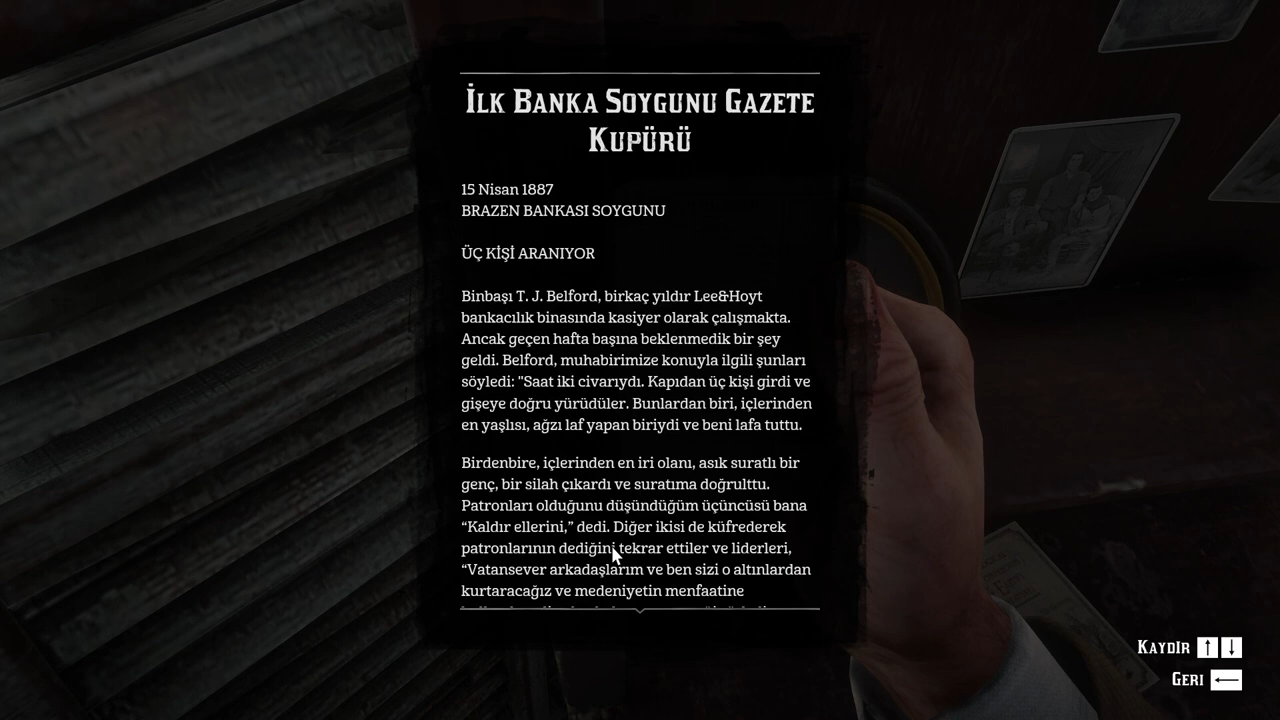 İlk Banka Soygunu Gazete
Kupürü
15 Nisan 1887
BRAZEN BANKASI SOYGUNU
ÜÇ KİŞİ ARANIYOR
Binbaşı T. J. Belford, birkaç yıldır Lee&Hoyt
bankacılık binasında kasiyer olarak çalışmakta.
Ancak geçen hafta başına beklenmedik bir şey
geldi. Belford, muhabirimize konuyla ilgili şunları
söyledi: "Saat iki civarıydı. Kapıdan üç kişi girdi ve
gişeye doğru yürüdüler. Bunlardan biri, içlerinden
en yaşlısı, ağzı laf yapan biriydi ve beni lafa tuttu.
Birdenbire, içlerinden en iri olanı, asık suratlı bir
genç, bir silah çıkardı ve suratıma doğrulttu.
Patronları olduğunu düşündüğüm üçüncüsü bana
“Kaldır ellerini,” dedi. Diğer ikisi de küfrederek
patronlarının dediğini tekrar ettiler ve liderleri,
“Vatansever arkadaşlarım ve ben sizi o altınlardan
kurtaracağız ve medeniyetin menfaatine
Kaydır
Geri